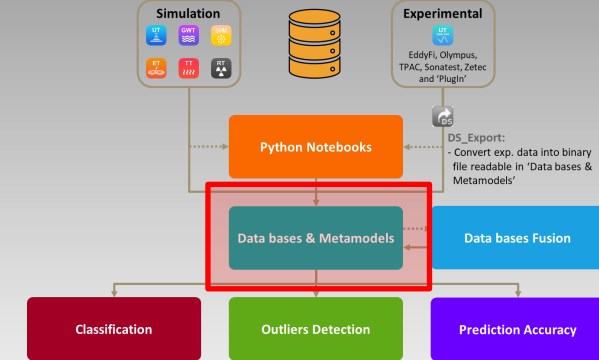 Simulation
UT
GWT
SHM
ET
TT
RT
Experimental
UT
EddyFi, Olympus,
TPAC, Sonatest, Zetec
and ‘PlugIn’
DS
DS_Export:
- Convert exp. data into binary
file readable in ‘Data bases &
Metamodels’
Python Notebooks
Data bases & Metamodels
Data bases Fusion
Classification
Outliers Detection
Prediction Accuracy